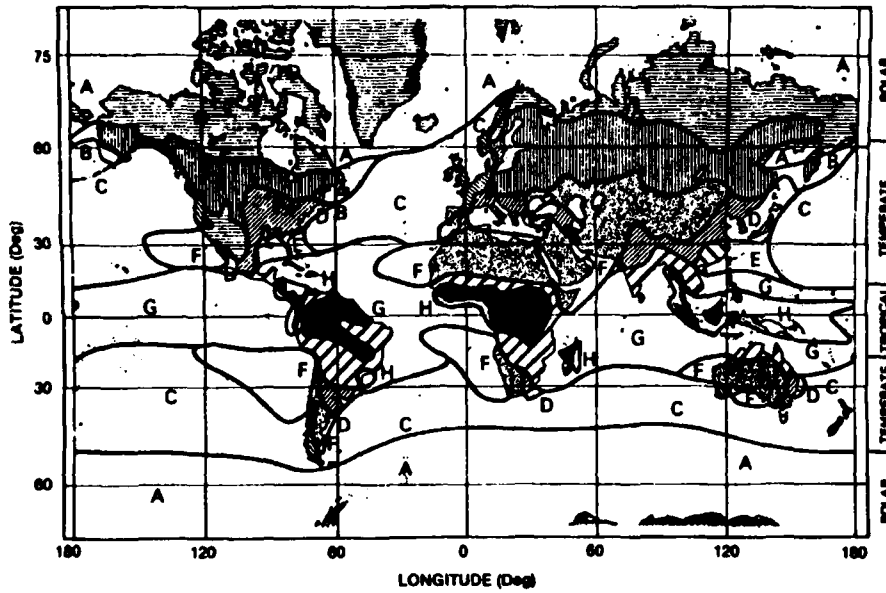 75
60
30
0
30
60
LATITUDE (Deg)
A
A
A
B
B
C
C
A
A
B
C
B
C
D
E
E
F
F
F
H
G
G
H
G
H
G
G
F
F
H
F
H
C
D
C
D
C
D
C
F
A
A
A
POLAR
TEMPERATE
TROPICAL
TEMPERATE
POLAR
180
120
60
0
60
120
180
LONGITUDE (Deg)